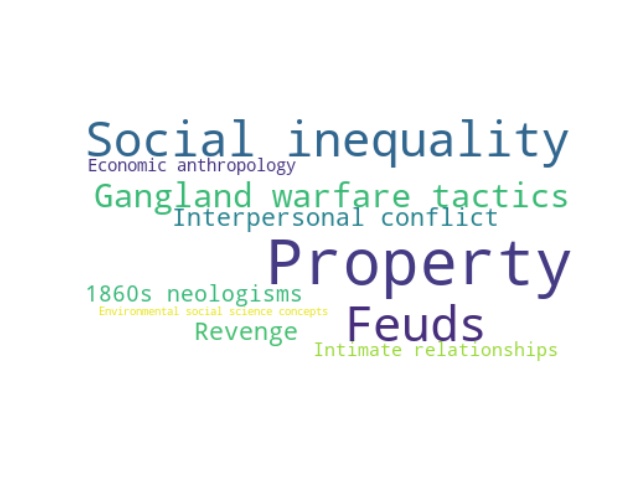 Social inequality
Economic anthropology
Gangland warfare tactics
Interpersonal conflict
Property
1860s neologisms
Environmental social science concepts
Feuds
Revenge
Intimate relationships